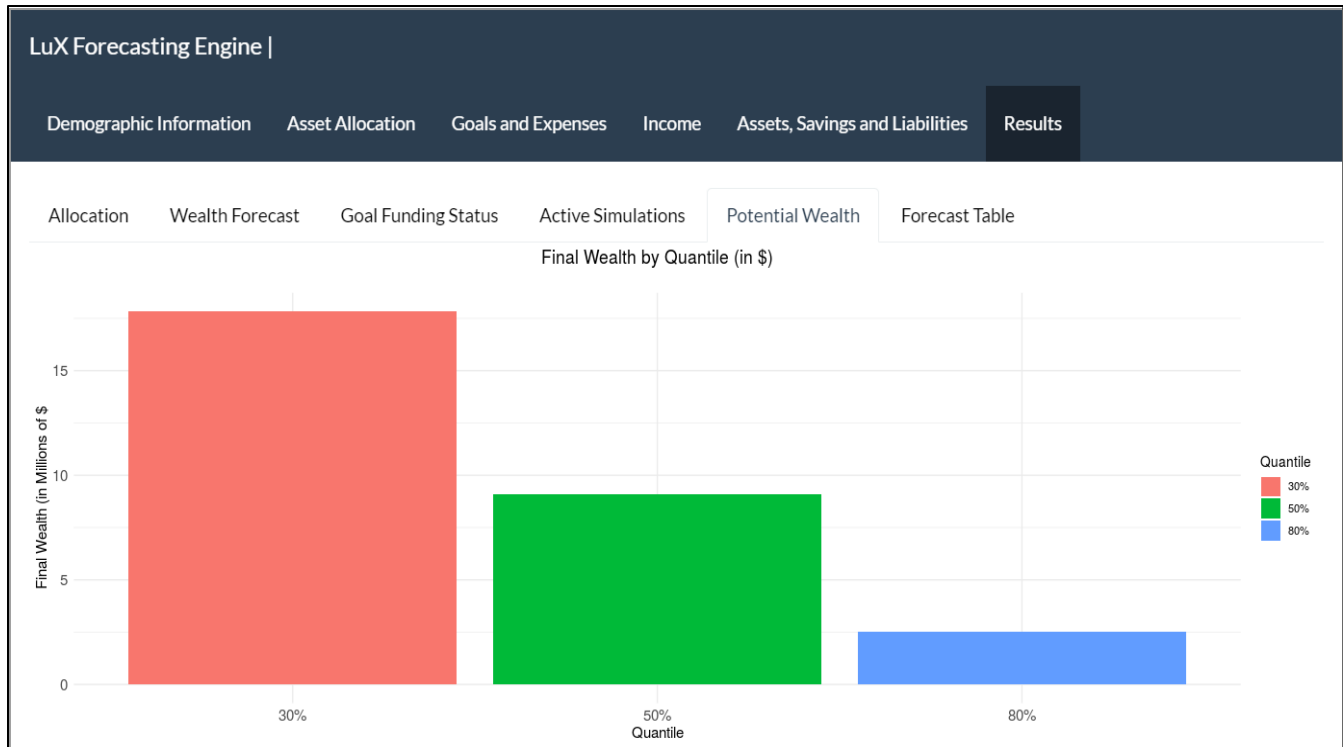 LuX Forecasting Engine |
Demographic Information Asset Allocation Goals and Expenses Income Assets, Savings and Liabilities Results
Allocation Wealth Forecast Goal Funding Status Active Simulations Potential Wealth Forecast Table
Final Wealth by Quantile (in $)
Final Wealth (in Millions of $
15
10
5
0
30% 50% 80%
Quantile
Quantile
30%
50%
80%